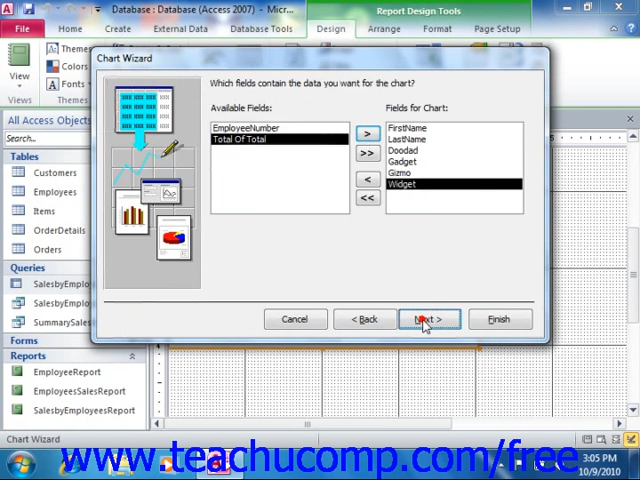 Database : Database (Access 2007) - Micr...
Report Design Tools
File
Home
Create
External Data
Database Tools
Design
Arrange
Format
Page Setup
View
Views
Themes
Colors
Fonts
Themes
All Access Objects
Search...
Tables
Customers
Employees
Items
OrderDetails
Orders
Queries
SalesbyEmplo
SalesbyEmplo
SummarySales
Forms
Reports
EmployeeReport
EmployeesSalesReport
SalesbyEmployeesReport
Chart Wizard
Which fields contain the data you want for the chart?
Available Fields:
EmployeeNumber
Total Of Total
>
>>
<
<<
Fields for Chart:
FirstName
LastName
Doodad
Gadget
Gizmo
Widget
Cancel
< Back
Next >
Finish
Chart Wizard
www.teachucomp.com/free
3:05 PM
10/9/2010